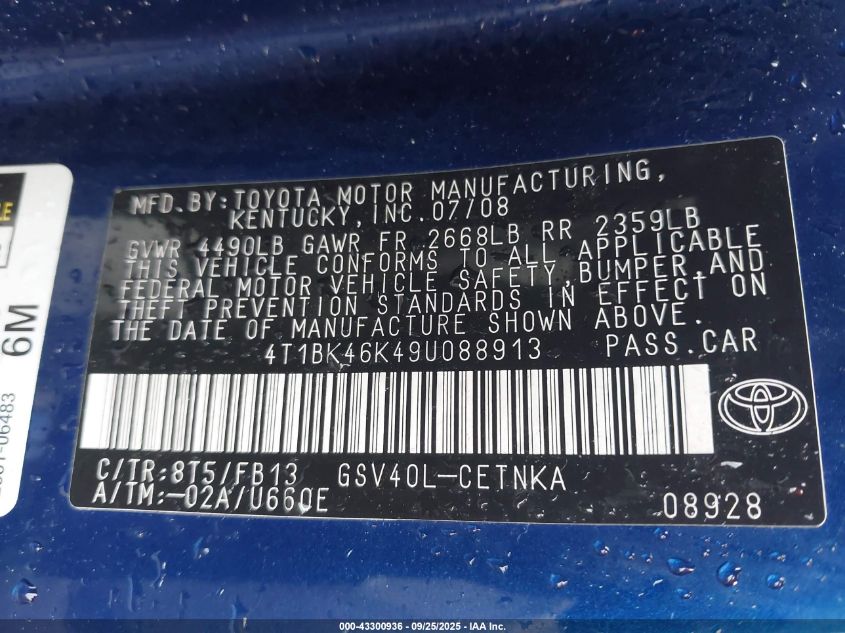 MFD.BY:TOYOTA MOTOR MANUFACTURING,
KENTUCKY,INC.07/08
GVWR 4490LB GAWR FR 2668LB RR 2359LB
THIS VEHICLE CONFORMS TO ALL APPLICABLE
FEDERAL MOTOR VEHICLE SAFETY,BUMPER,AND
THEFT PREVENTION STANDARDS IN EFFECT ON
THE DATE OF MANUFACTURE SHOWN ABOVE.
4T1BK46K49U088913 PASS.CAR
C/TR:8T5/FB13 GSV40L-CETNKA
A/TM:-02A/U660E
08928
6M
06483
000-43300936 - 09/25/2025 - IAA Inc.